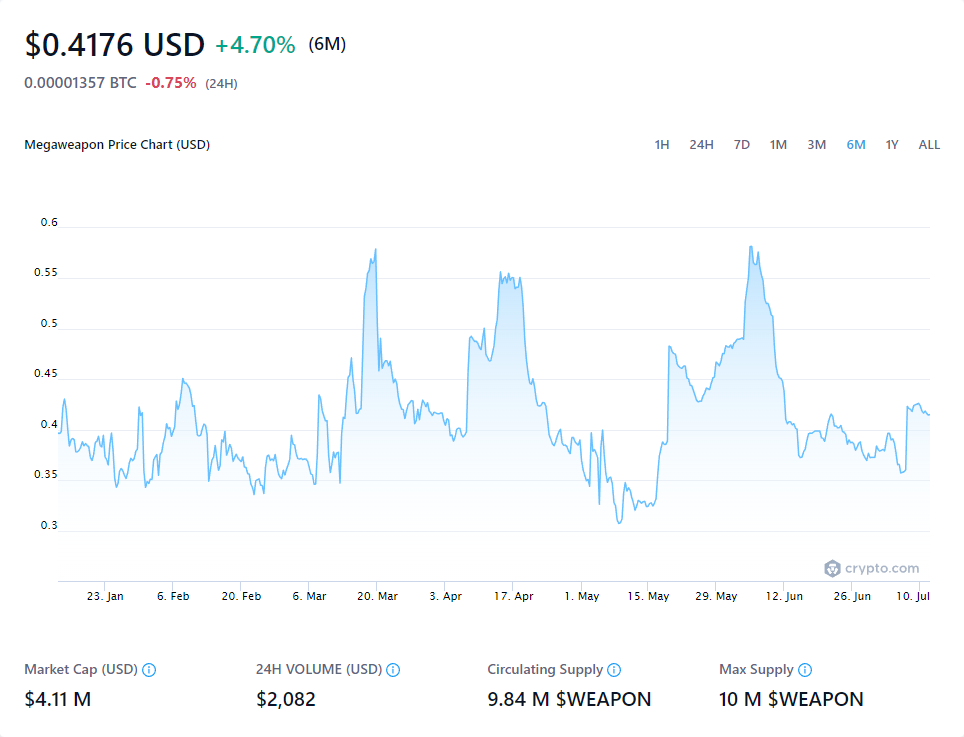 $0.4176 USD +4.70% (6M)
0.00001357 BTC -0.75% (24H)
Megaweapon Price Chart (USD) 1H 24H 7D 1M 3M 6M 1Y ALL
0.6
0.55
0.5
0.45
0.4
0.35
0.3
crypto.com
23. Jan 6. Feb 20. Feb 6. Mar 20. Mar 3. Apr 17. Apr 1. May 15. May 29. May 12. Jun 26. Jun 10. Jul
Market Cap (USD) 24H VOLUME (USD) Circulating Supply Max Supply
$4.11 M $2,082 9.84 M $WEAPON 10 M $WEAPON